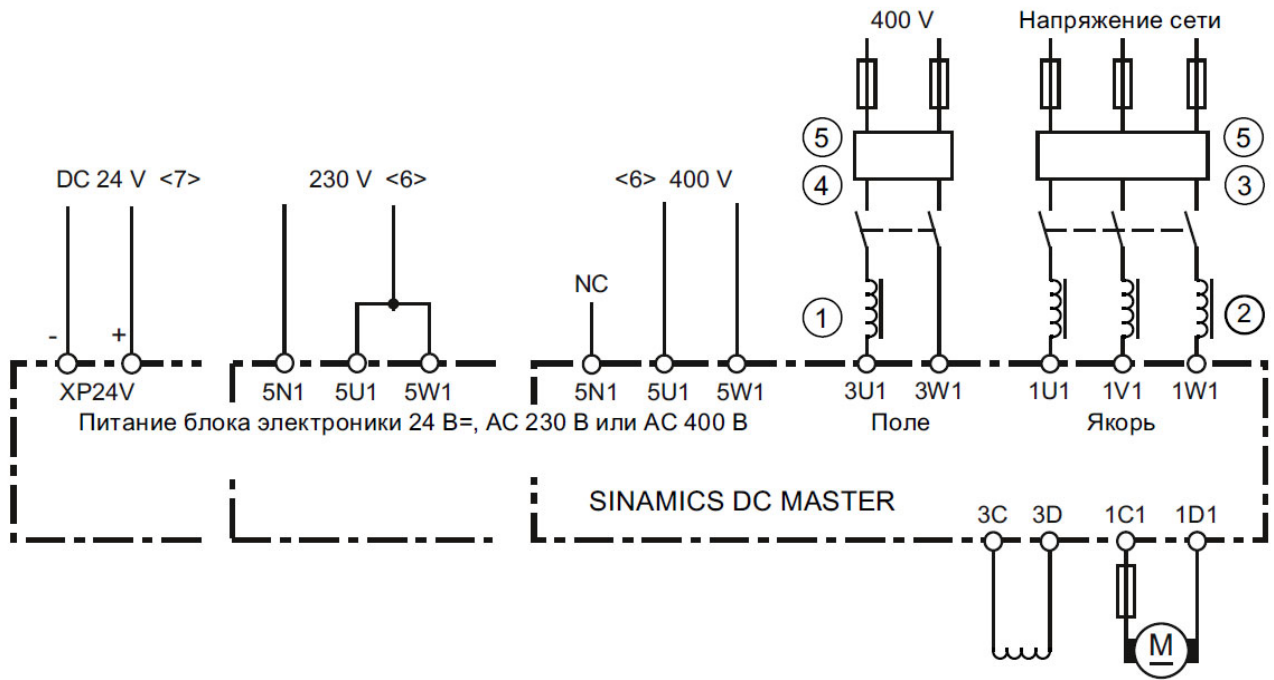 400 V Напряжение сети
5 5
DC 24 V <7> 230 V <6> <6> 400 V 4 3
NC
1 2
- +
XP24V 5N1 5U1 5W1 5N1 5U1 5W1 3U1 3W1 1U1 1V1 1W1
Питание блока электроники 24 В=, АС 230 В или АС 400 В Поле Якорь
SINAMICS DC MASTER
3C 3D 1C1 1D1
M